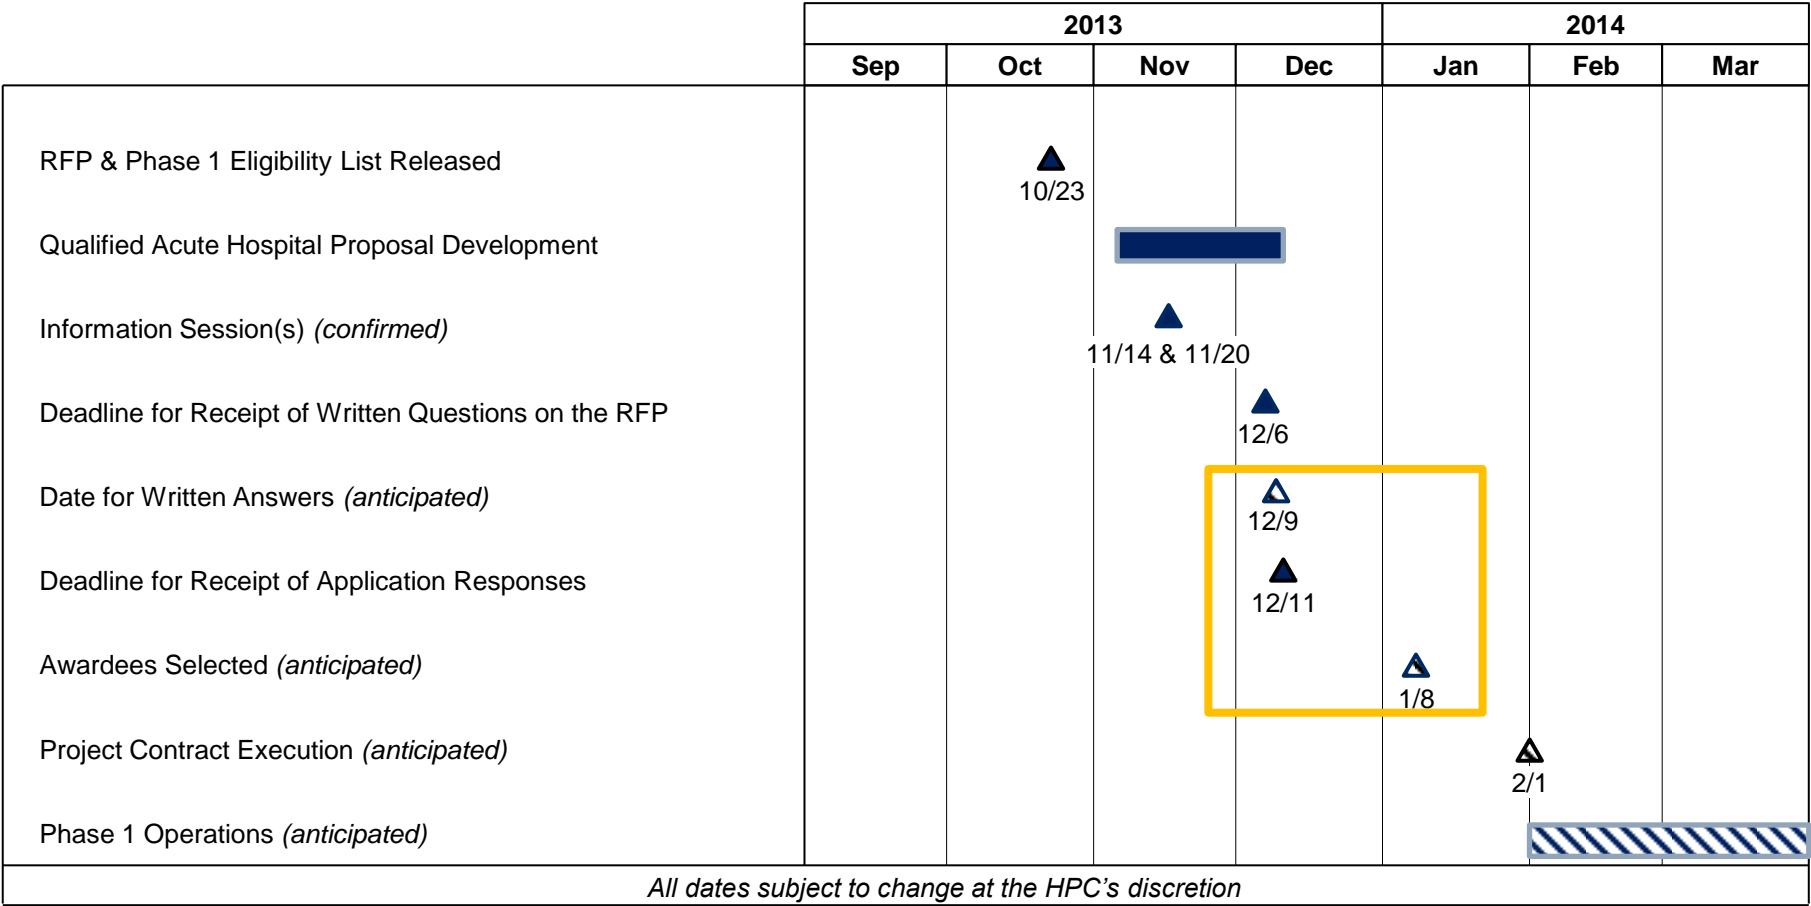 2013 2014
Sep Oct Nov Dec Jan Feb Mar
RFP & Phase 1 Eligibility List Released
10/23
Qualified Acute Hospital Proposal Development
Information Session(s) (confirmed)
11/14 & 11/20
Deadline for Receipt of Written Questions on the RFP
12/6
Date for Written Answers (anticipated)
12/9
Deadline for Receipt of Application Responses
12/11
Awardees Selected (anticipated)
1/8
Project Contract Execution (anticipated)
2/1
Phase 1 Operations (anticipated)
All dates subject to change at the HPC’s discretion